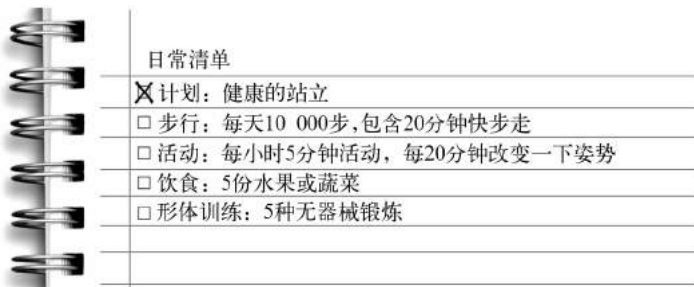 日常清单
☒ 计划：健康的站立
□ 步行：每天10 000步,包含20分钟快步走
□ 活动：每小时5分钟活动，每20分钟改变一下姿势
□ 饮食：5份水果或蔬菜
□ 形体训练：5种无器械锻炼